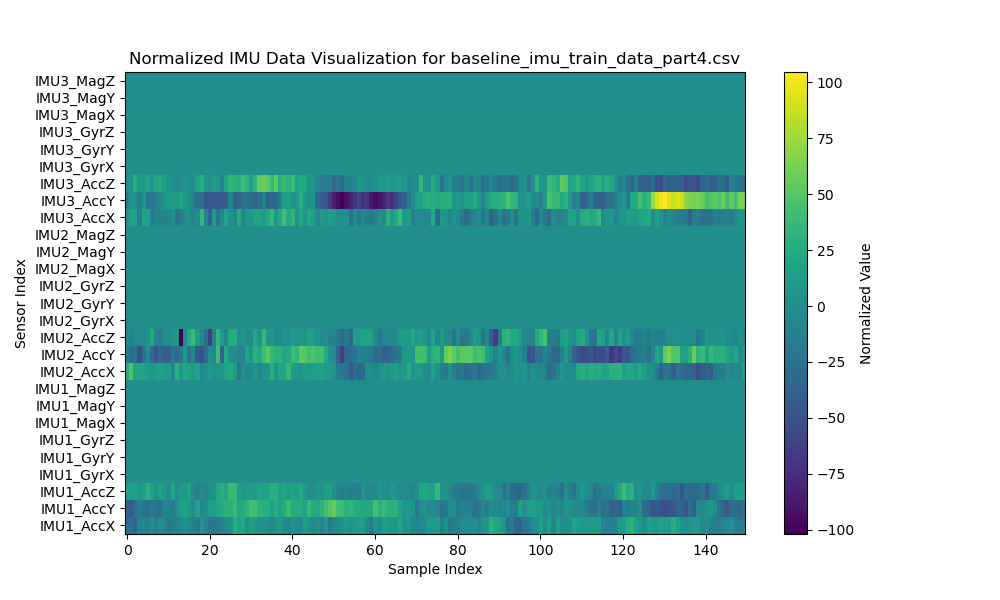 Normalized IMU Data Visualization for baseline_imu_train_data_part4.csv
IMU3_MagZ
IMU3_MagY
IMU3_MagX
IMU3_GyrZ
IMU3_GyrY
IMU3_GyrX
IMU3_AccZ
IMU3_AccY
IMU3_AccX
IMU2_MagZ
IMU2_MagY
IMU2_MagX
IMU2_GyrZ
IMU2_GyrY
IMU2_GyrX
IMU2_AccZ
IMU2_AccY
IMU2_AccX
IMU1_MagZ
IMU1_MagY
IMU1_MagX
IMU1_GyrZ
IMU1_GyrY
IMU1_GyrX
IMU1_AccZ
IMU1_AccY
IMU1_AccX
Sensor Index
0 20 40 60 80 100 120 140
Sample Index
100
75
50
25
0
−25
−50
−75
−100
Normalized Value